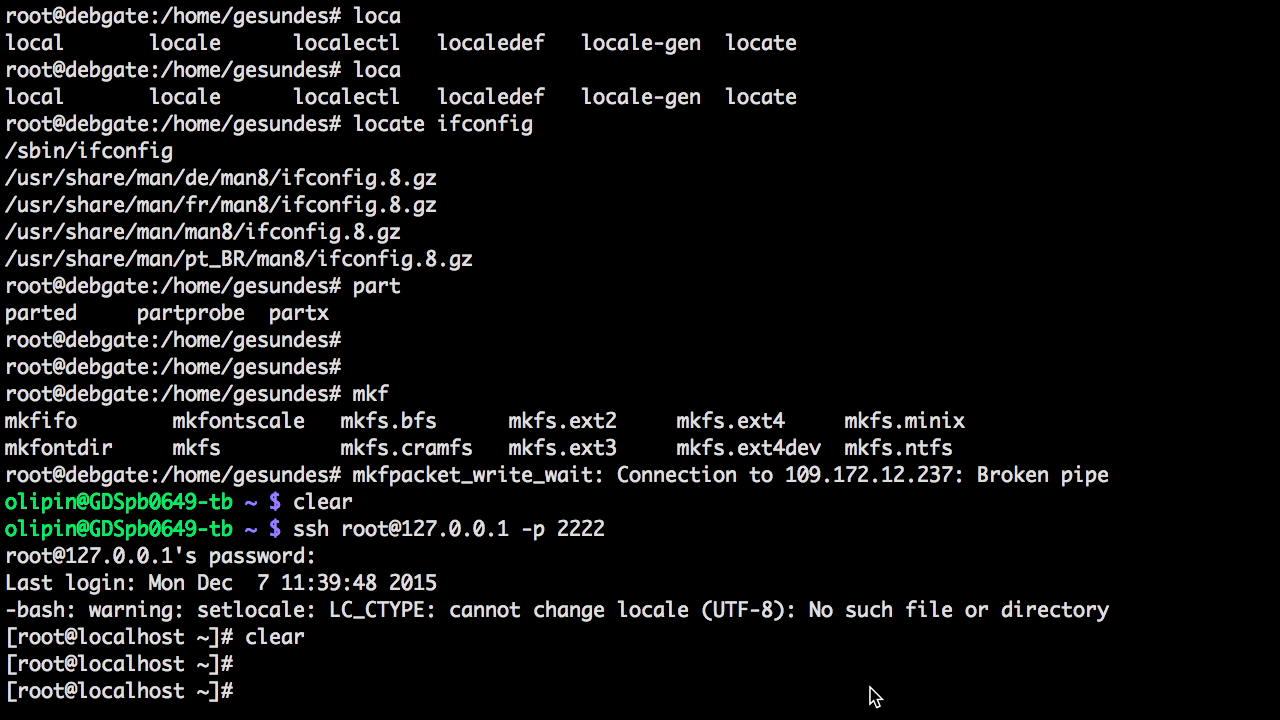 root@debgate:/home/gesundes# loca
local       locale      localectl   localedef   locale-gen  locate
root@debgate:/home/gesundes# loca
local       locale      localectl   localedef   locale-gen  locate
root@debgate:/home/gesundes# locate ifconfig
/sbin/ifconfig
/usr/share/man/de/man8/ifconfig.8.gz
/usr/share/man/fr/man8/ifconfig.8.gz
/usr/share/man/man8/ifconfig.8.gz
/usr/share/man/pt_BR/man8/ifconfig.8.gz
root@debgate:/home/gesundes# part
parted     partprobe  partx
root@debgate:/home/gesundes#
root@debgate:/home/gesundes#
root@debgate:/home/gesundes# mkf
mkfifo        mkfontscale   mkfs.bfs      mkfs.ext2     mkfs.ext4     mkfs.minix
mkfontdir     mkfs          mkfs.cramfs   mkfs.ext3     mkfs.ext4dev  mkfs.ntfs
root@debgate:/home/gesundes# mkfpacket_write_wait: Connection to 109.172.12.237: Broken pipe
olipin@GDSpb0649-tb ~ $ clear
olipin@GDSpb0649-tb ~ $ ssh root@127.0.0.1 -p 2222
root@127.0.0.1's password:
Last login: Mon Dec  7 11:39:48 2015
-bash: warning: setlocale: LC_CTYPE: cannot change locale (UTF-8): No such file or directory
[root@localhost ~]# clear
[root@localhost ~]#
[root@localhost ~]#